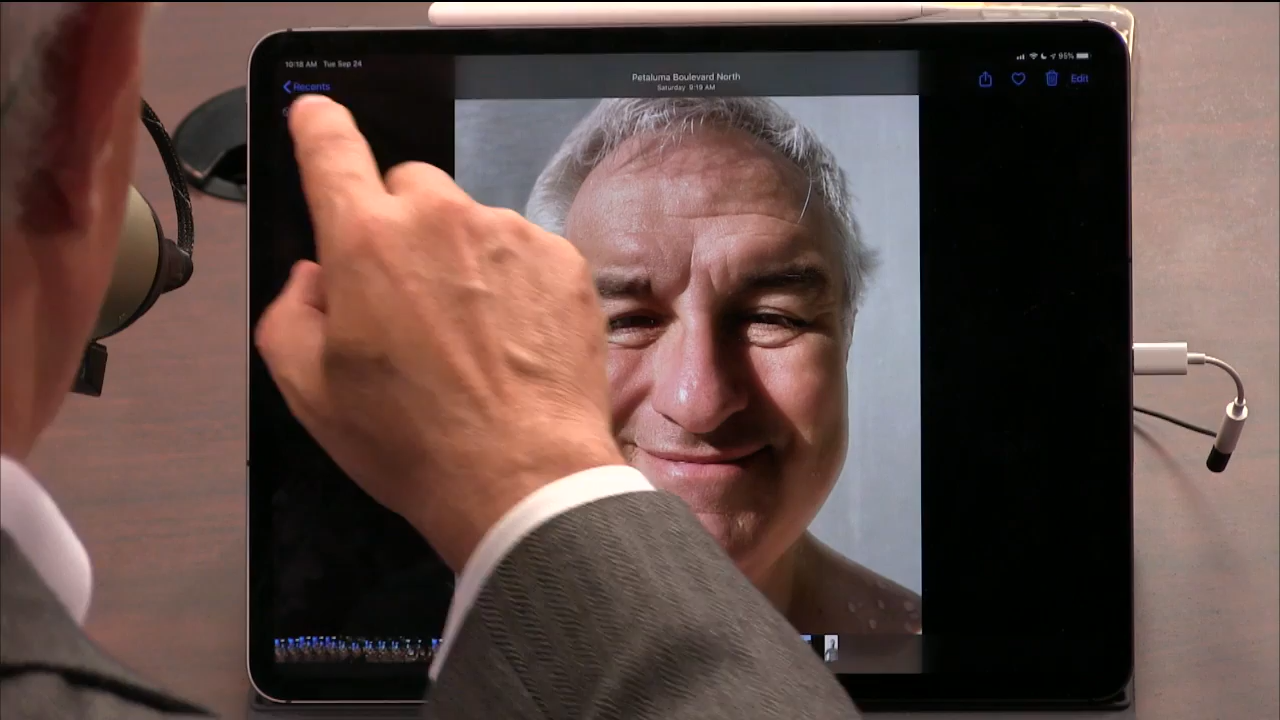 10:18 AM Tue Sep 24
95%
Recents
Petaluma Boulevard North
Saturday 9:19 AM
Edit